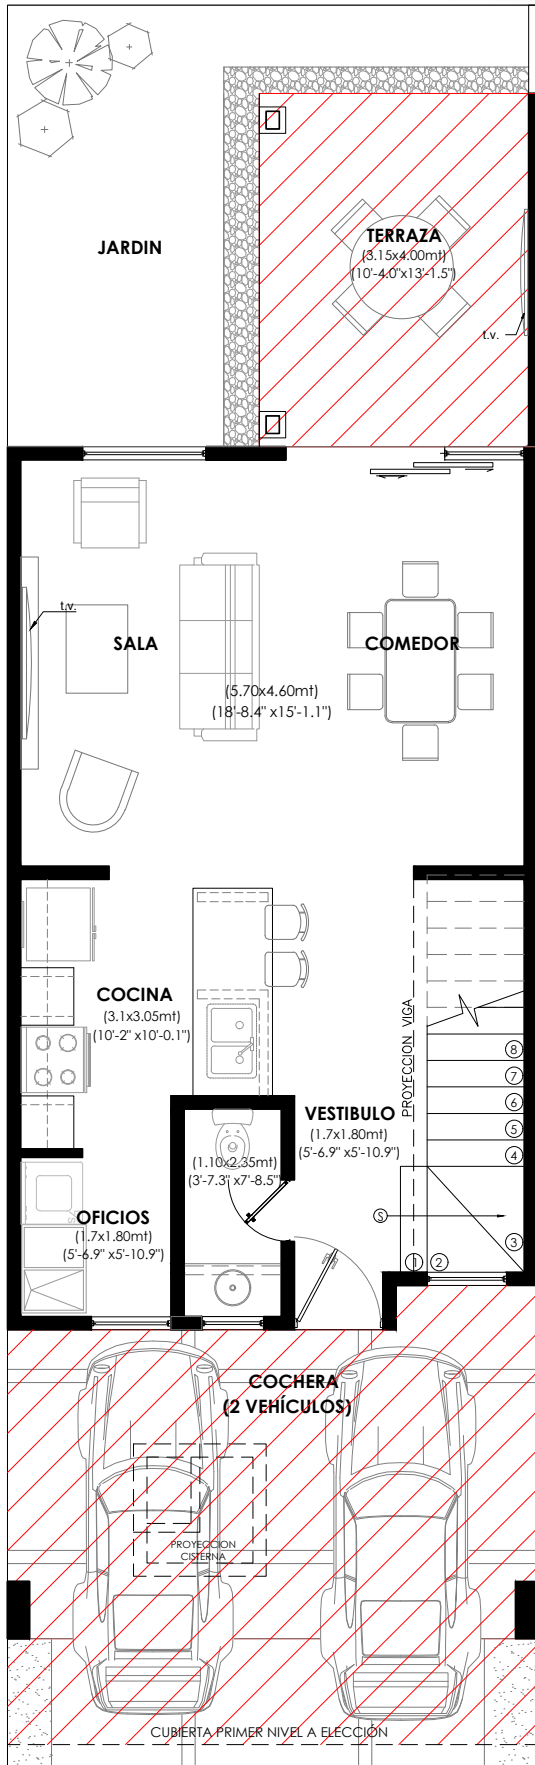 TERRAZA
(3.15x4.00mt)
(10'-4.0"x13'-1.5")
JARDIN
t.v.
t.v.
SALA
COMEDOR
(5.70x4.60mt)
(18'-8.4" x15'-1.1")
COCINA
(3.1x3.05mt)
(10'-2" x10'-0.1")
PROYECCION VIGA
8
7
6
5
4
VESTIBULO
(1.7x1.80mt)
(5'-6.9" x5'-10.9")
(1.10x2.35mt)
(3'-7.3" x7'-8.5")
OFICIOS
(1.7x1.80mt)
(5'-6.9" x5'-10.9")
S
3
1
2
COCHERA
(2 VEHÍCULOS)
PROYECCION
CISTERNA
CUBIERTA PRIMER NIVEL A ELECCIÓN